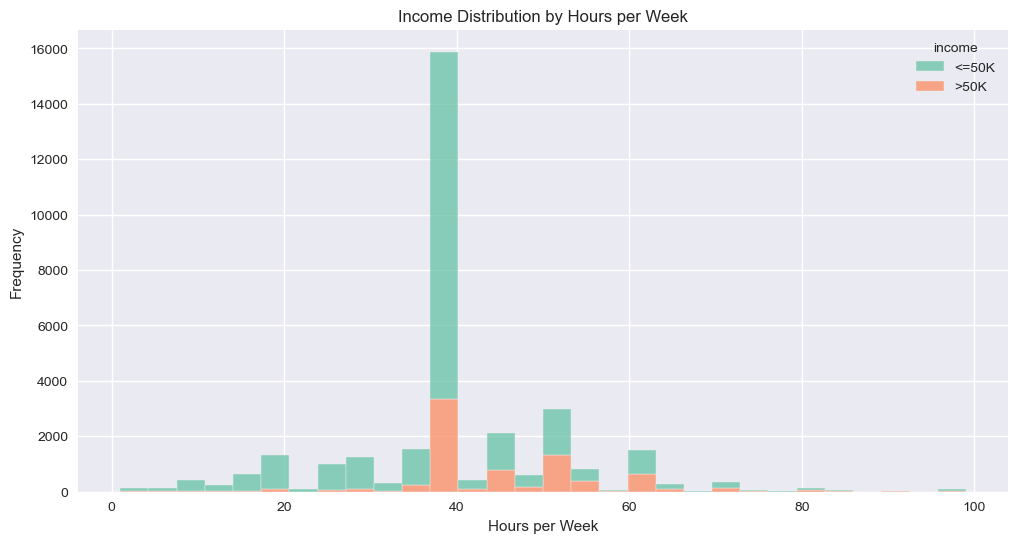 Income Distribution by Hours per Week
income
<=50K
>50K
16000
14000
12000
10000
8000
6000
4000
2000
0
Frequency
0 20 40 60 80 100
Hours per Week